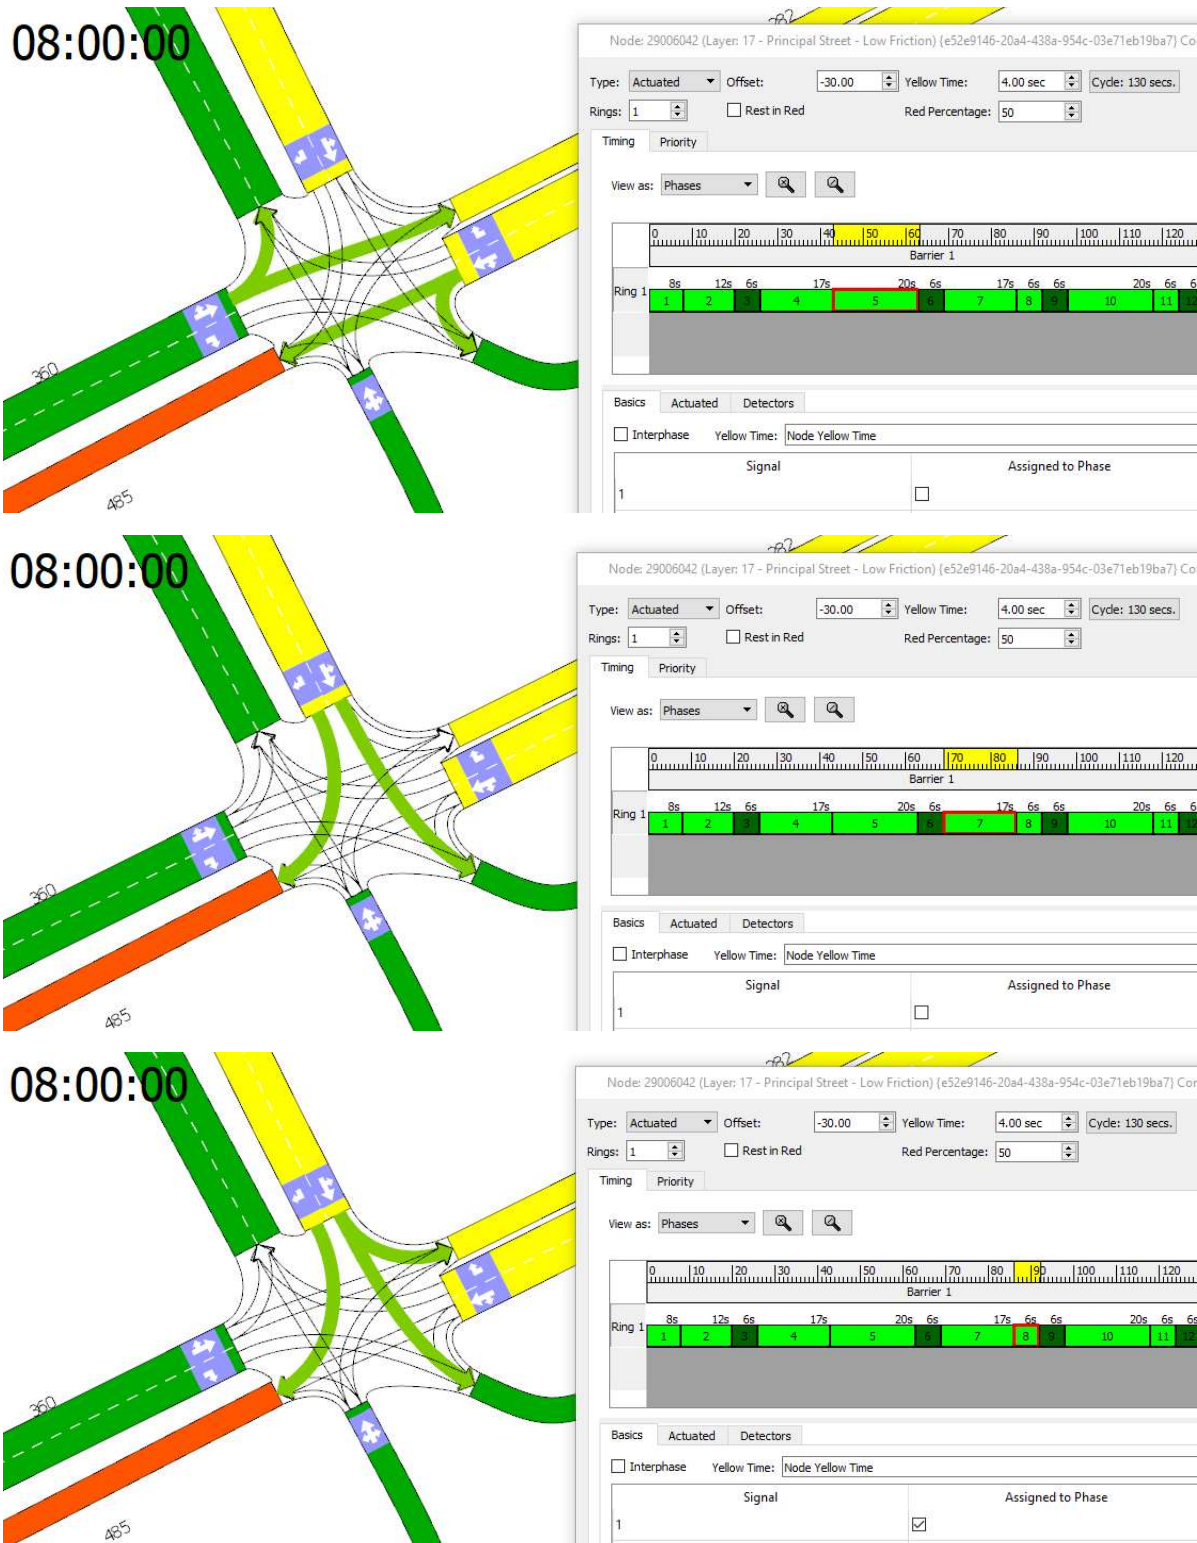 08:00:00
282
Node: 29006042 (Layer: 17 - Principal Street - Low Friction) {e52e9146-20a4-438a-954c-03e71eb19ba7} Co
Type: Actuated Offset: -30.00 Yellow Time: 4.00 sec Cycle: 130 secs.
Rings: 1 Rest in Red Red Percentage: 50
Timing Priority
View as: Phases
0 10 20 30 40 50 60 70 80 90 100 110 120
Barrier 1
8s 12s 6s 17s 20s 6s 17s 6s 6s 20s 6s 6
Ring 1 1 2 3 4 5 6 7 8 9 10 11 12
360
485
Basics Actuated Detectors
Interphase Yellow Time: Node Yellow Time
Signal Assigned to Phase
1
08:00:00
282
Node: 29006042 (Layer: 17 - Principal Street - Low Friction) {e52e9146-20a4-438a-954c-03e71eb19ba7} Co
Type: Actuated Offset: -30.00 Yellow Time: 4.00 sec Cycle: 130 secs.
Rings: 1 Rest in Red Red Percentage: 50
Timing Priority
View as: Phases
0 10 20 30 40 50 60 70 80 90 100 110 120
Barrier 1
8s 12s 6s 17s 20s 6s 17s 6s 6s 20s 6s 6
Ring 1 1 2 3 4 5 6 7 8 9 10 11 12
360
485
Basics Actuated Detectors
Interphase Yellow Time: Node Yellow Time
Signal Assigned to Phase
1
08:00:00
282
Node: 29006042 (Layer: 17 - Principal Street - Low Friction) {e52e9146-20a4-438a-954c-03e71eb19ba7} Cor
Type: Actuated Offset: -30.00 Yellow Time: 4.00 sec Cycle: 130 secs.
Rings: 1 Rest in Red Red Percentage: 50
Timing Priority
View as: Phases
0 10 20 30 40 50 60 70 80 90 100 110 120
Barrier 1
8s 12s 6s 17s 20s 6s 17s 6s 6s 20s 6s 6s
Ring 1 1 2 3 4 5 6 7 8 9 10 11 12
360
485
Basics Actuated Detectors
Interphase Yellow Time: Node Yellow Time
Signal Assigned to Phase
1